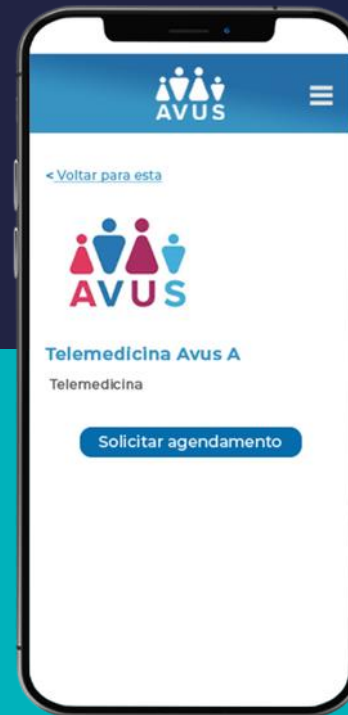 AVUS
< Voltar para esta
AVUS
Telemedicina Avus A
Telemedicina
Solicitar agendamento